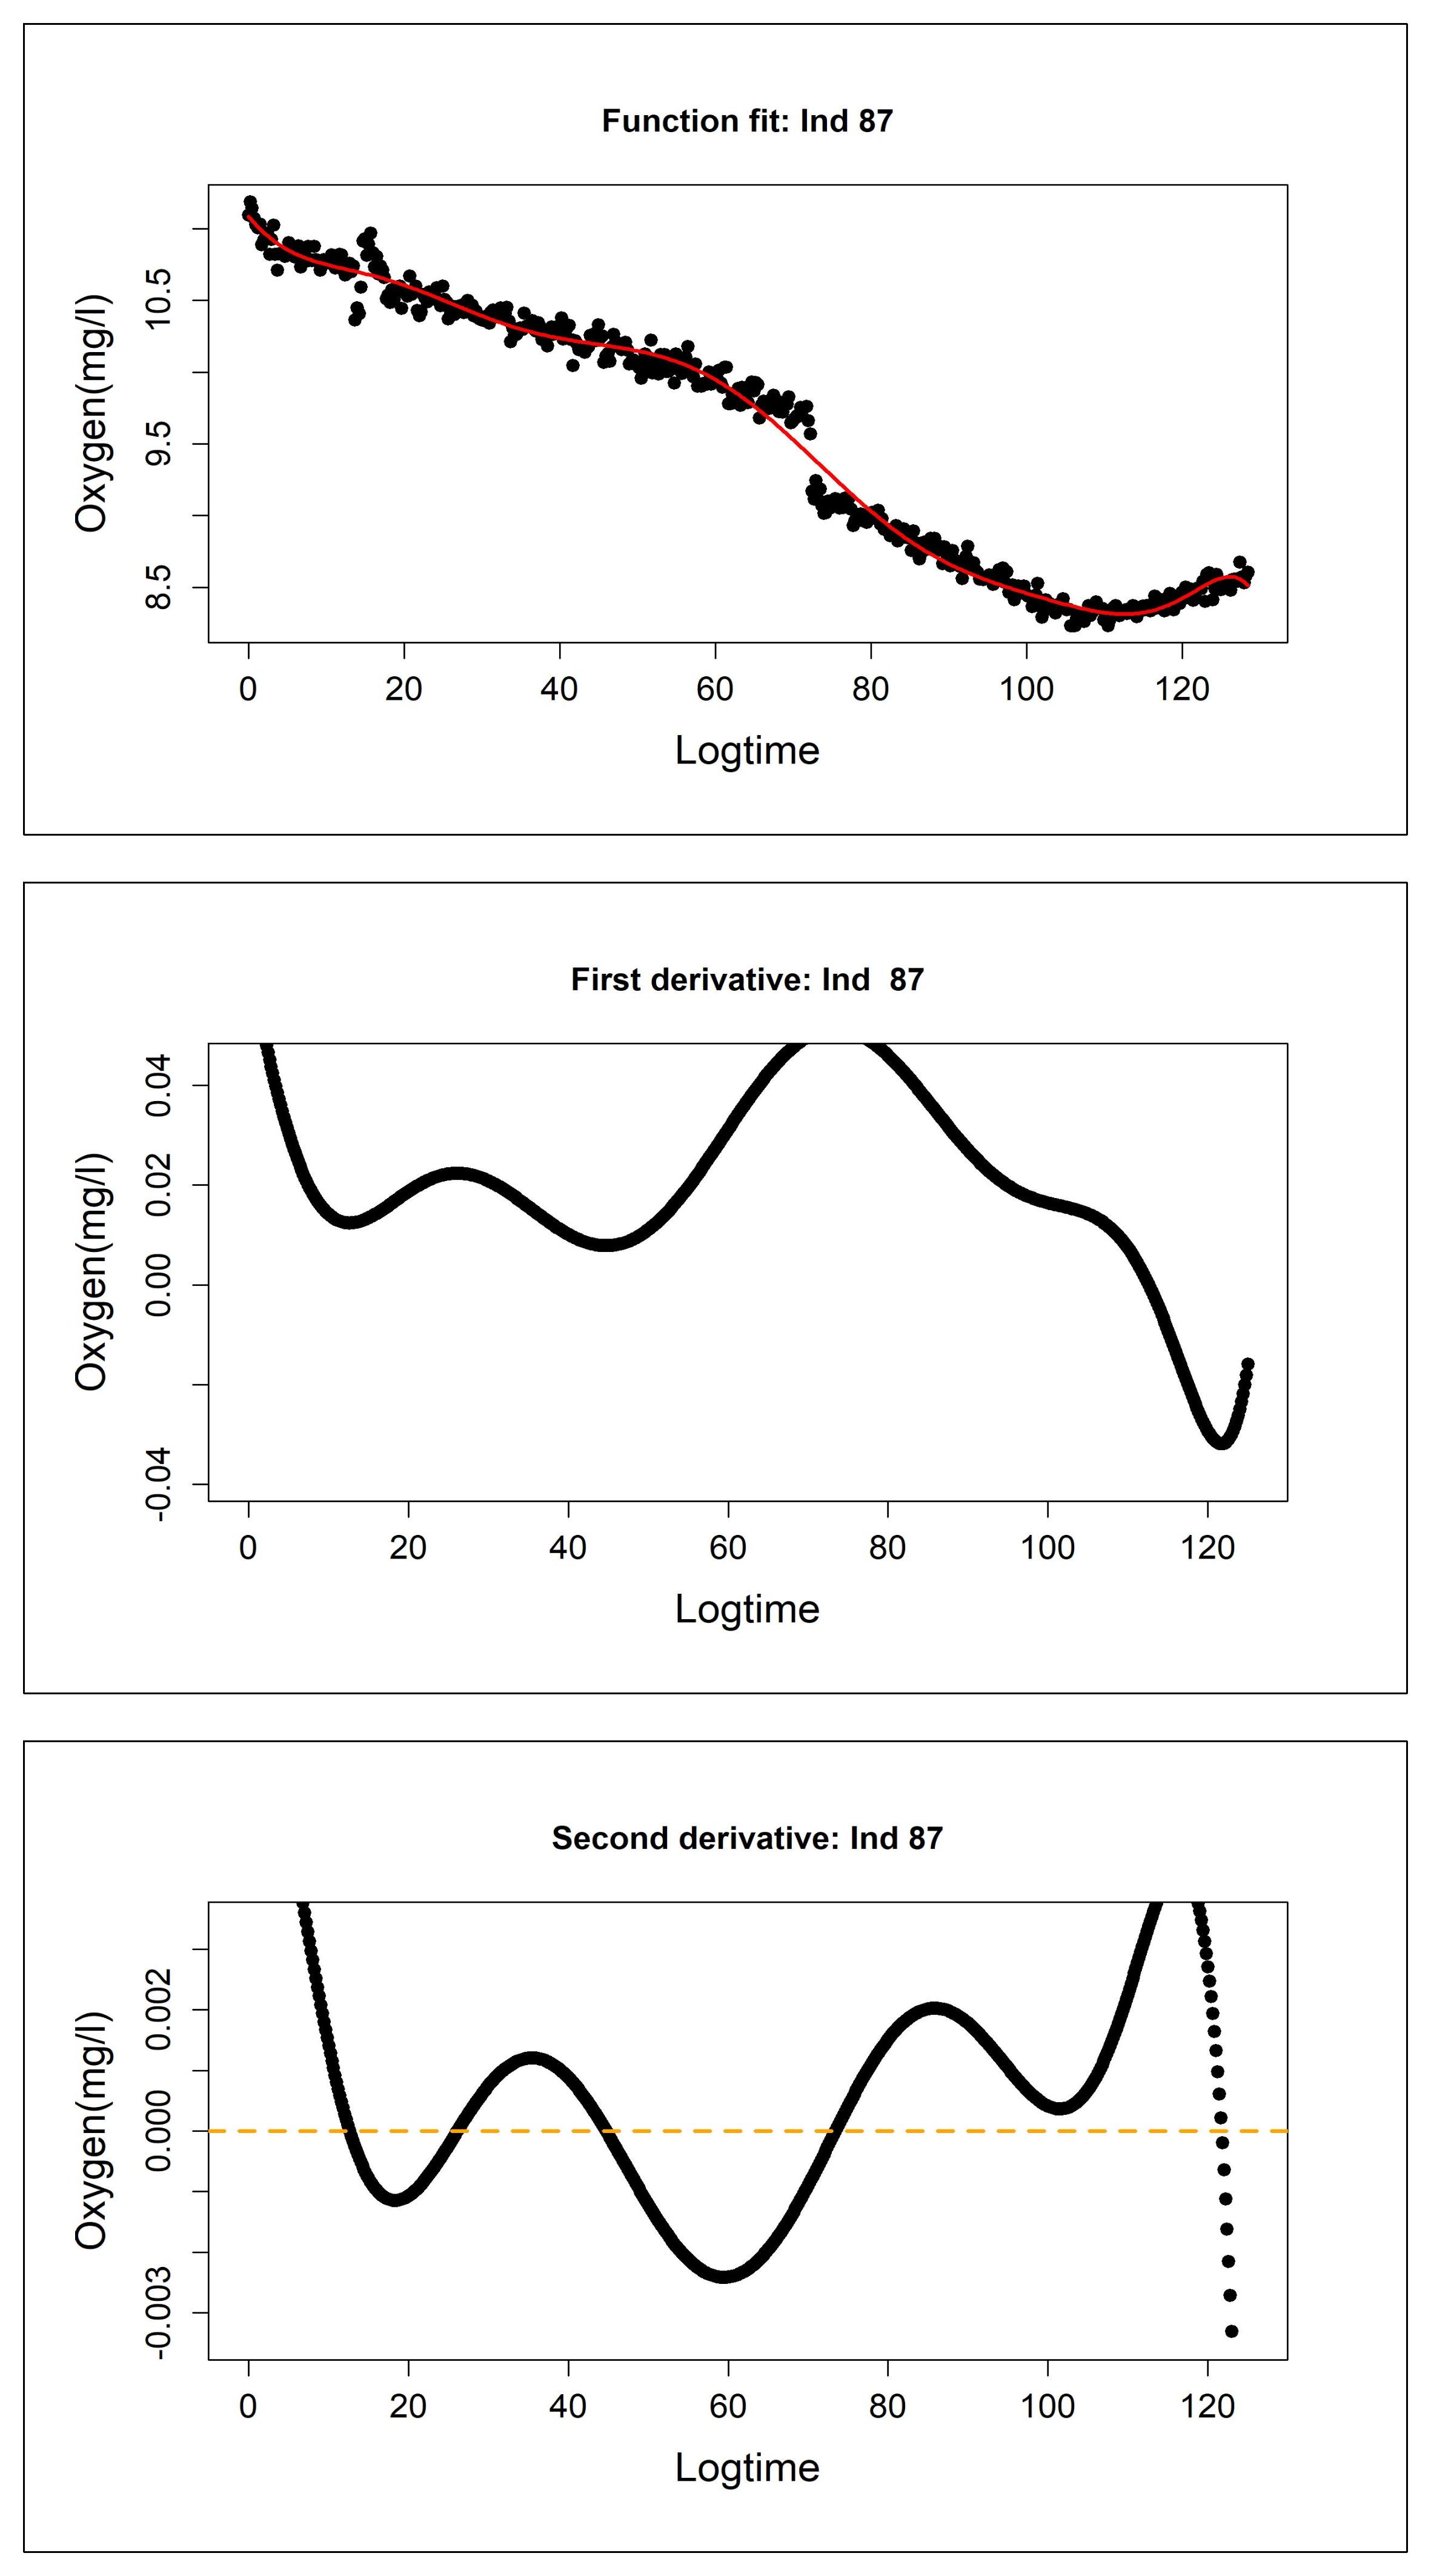 Function fit: Ind 87
Oxygen(mg/l)
10.5
9.5
8.5
0 20 40 60 80 100 120
Logtime
First derivative: Ind  87
Oxygen(mg/l)
0.04
0.02
0.00
-0.04
0 20 40 60 80 100 120
Logtime
Second derivative: Ind 87
Oxygen(mg/l)
0.002
0.000
-0.003
0 20 40 60 80 100 120
Logtime